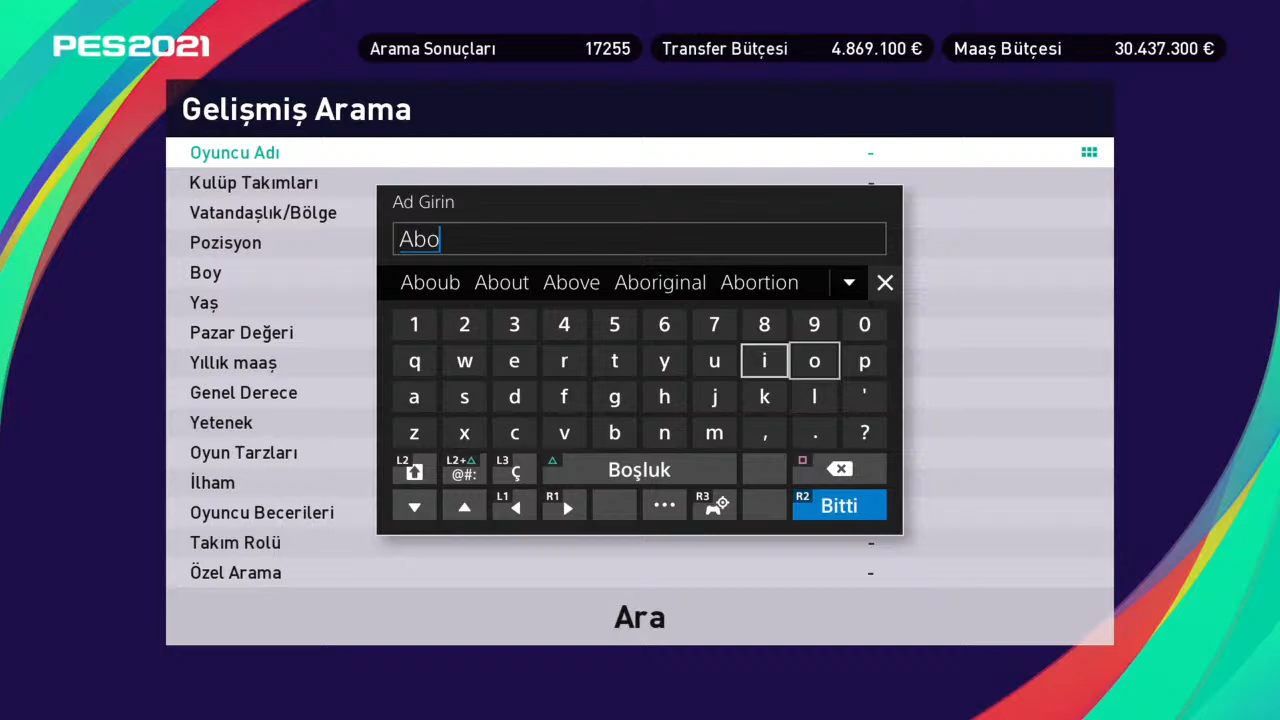 PES2021
Arama Sonuçları 17255 Transfer Bütçesi 4.869.100 € Maaş Bütçesi 30.437.300 €
Gelişmiş Arama
Oyuncu Adı -
Kulüp Takımları -
Vatandaşlık/Bölge
Pozisyon
Boy
Yaş
Pazar Değeri
Yıllık maaş
Genel Derece
Yetenek
Oyun Tarzları
İlham
Oyuncu Becerileri
Takım Rolü -
Özel Arama -
Ad Girin
Abo
Aboub About Above Aboriginal Abortion
1 2 3 4 5 6 7 8 9 0
q w e r t y u i o p
a s d f g h j k l '
z x c v b n m , . ?
L2 L2+△ @#: L3 ç △ Boşluk
L1 R1 ... R3 R2 Bitti
Ara